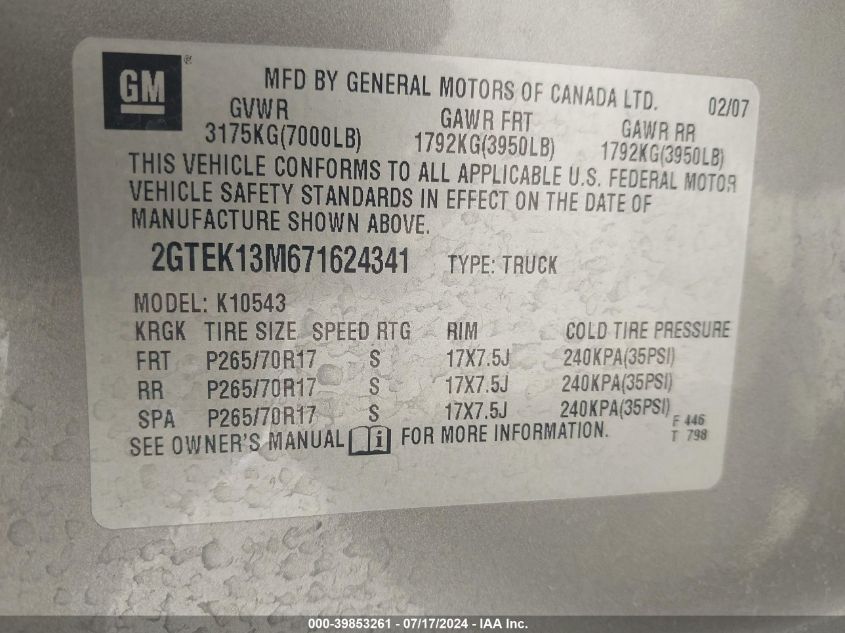 GM ®
MFD BY GENERAL MOTORS OF CANADA LTD. 02/07
GVWR GAWR FRT GAWR RR
3175KG(7000LB) 1792KG(3950LB) 1792KG(3950LB)
THIS VEHICLE CONFORMS TO ALL APPLICABLE U.S. FEDERAL MOTOR
VEHICLE SAFETY STANDARDS IN EFFECT ON THE DATE OF
MANUFACTURE SHOWN ABOVE.
2GTEK13M671624341 TYPE: TRUCK
MODEL: K10543
KRGK TIRE SIZE SPEED RTG RIM COLD TIRE PRESSURE
FRT P265/70R17 S 17X7.5J 240KPA(35PSI)
RR P265/70R17 S 17X7.5J 240KPA(35PSI)
SPA P265/70R17 S 17X7.5J 240KPA(35PSI)
F 446
SEE OWNER'S MANUAL i FOR MORE INFORMATION. T 798
000-39853261 - 07/17/2024 - IAA Inc.